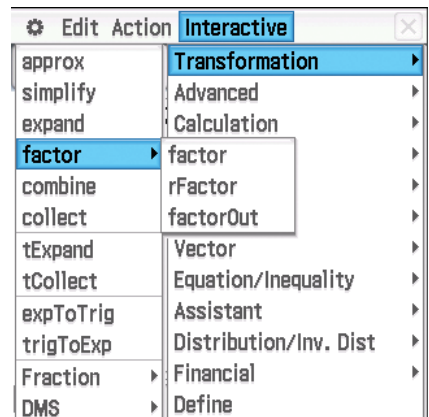 Edit Action Interactive
approx
simplify
expand
factor
combine
collect
tExpand
tCollect
expToTrig
trigToExp
Fraction
DMS
Transformation
Advanced
Calculation
factor
rFactor
factorOut
Vector
Equation/Inequality
Assistant
Distribution/Inv. Dist
Financial
Define